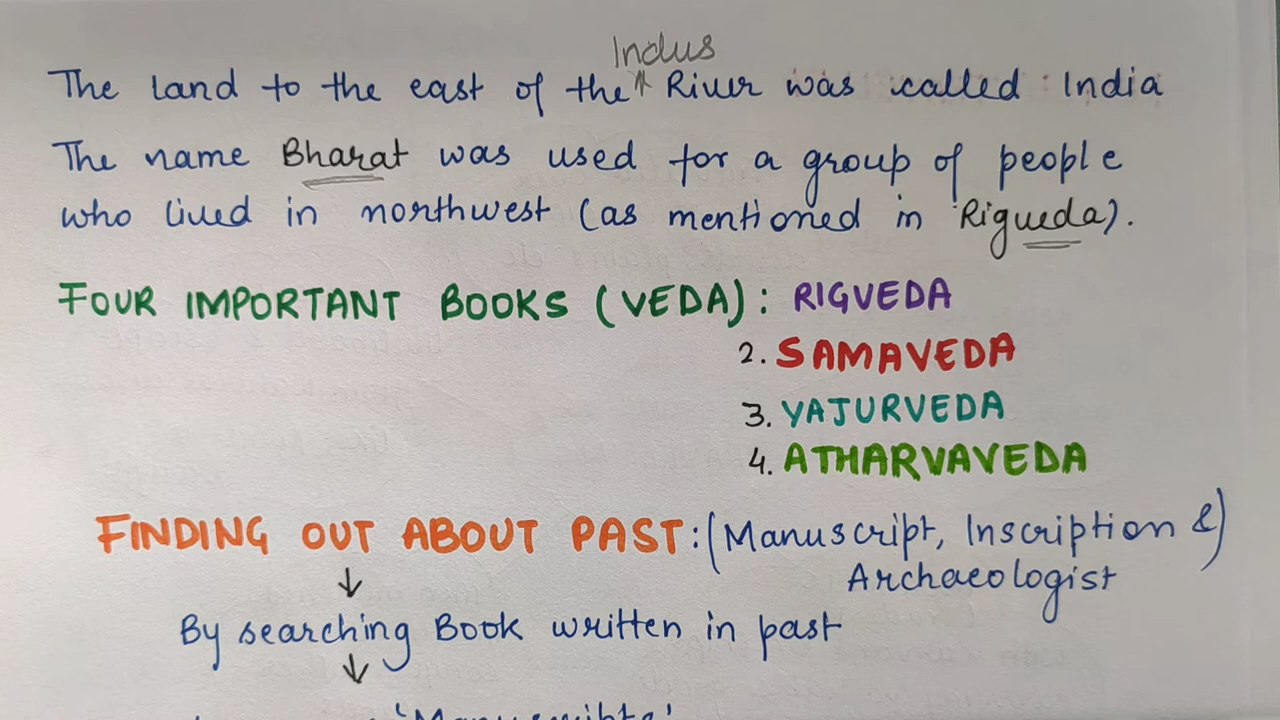 Indus
The land to the east of the River was called India
The name Bharat was used for a group of people
who lived in northwest (as mentioned in Rigveda).
FOUR IMPORTANT BOOKS (VEDA): RIGVEDA
2. SAMAVEDA
3. YAJURVEDA
4. ATHARVAVEDA
FINDING OUT ABOUT PAST: (Manuscript, Inscription &)
Archaeologist
↓
By searching Book written in past
↓